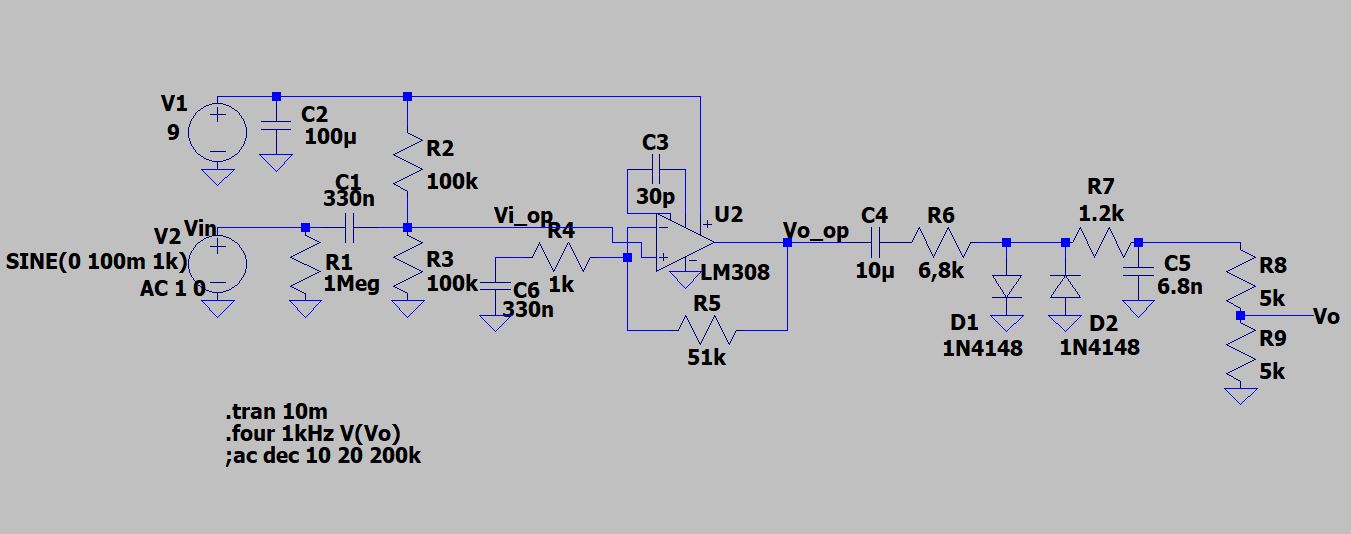 V1
9
C2
100µ
R2
100k
C1
330n
Vin
V2
SINE(0 100m 1k)
AC 1 0
R1
1Meg
R3
100k
Vi_op
R4
1k
C6
330n
C3
30p
U2
+
−
+
−
LM308
R5
51k
Vo_op
C4
10µ
R6
6,8k
D1
1N4148
D2
1N4148
R7
1.2k
C5
6.8n
R8
5k
Vo
R9
5k
.tran 10m
.four 1kHz V(Vo)
;ac dec 10 20 200k